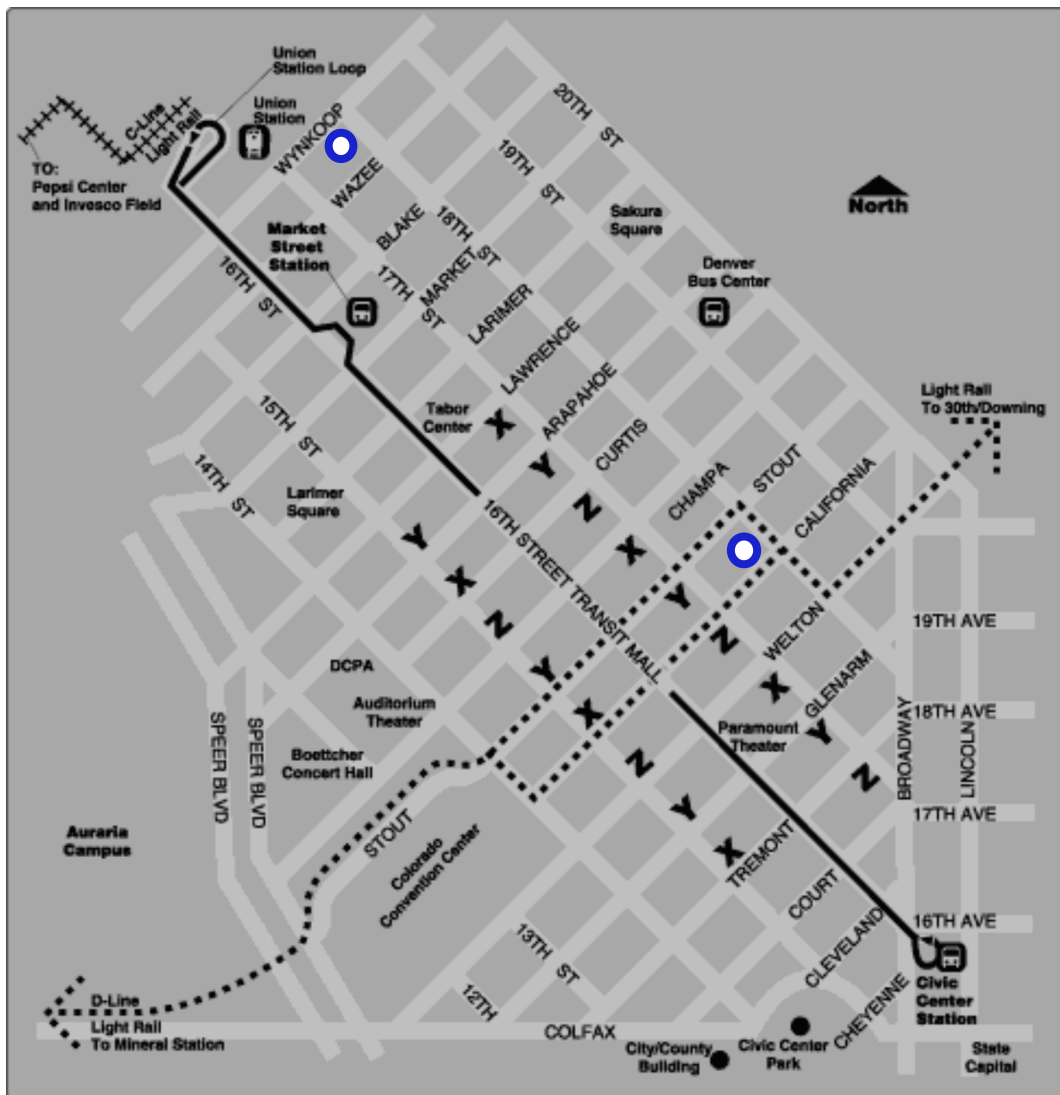 Union
Station Loop
Union
Station
C-Line
Light Rail
TO:
Pepsi Center
and Invesco Field
WYNKOOP
WAZEE
BLAKE
MARKET
LARIMER
LAWRENCE
ARAPAHOE
CURTIS
CHAMPA
STOUT
CALIFORNIA
WELTON
GLENARM
TREMONT
COURT
CLEVELAND
CHEYENNE
20TH ST
19TH ST
18TH ST
17TH ST
16TH ST
15TH ST
14TH ST
13TH ST
12TH
Sakura
Square
North
Market
Street
Station
Denver
Bus Center
Light Rail
To 30th/Downing
Tabor
Center
Larimer
Square
16TH STREET TRANSIT MALL
X
Y
N
X
Y
N
X
Y
N
Y
X
N
Y
X
N
Y
X
19TH AVE
18TH AVE
17TH AVE
16TH AVE
BROADWAY
LINCOLN
DCPA
Auditorium
Theater
Boettcher
Concert Hall
Paramount
Theater
SPEER BLVD
SPEER BLVD
Auraria
Campus
STOUT
Colorado
Convention Center
D-Line
Light Rail
To Mineral Station
COLFAX
City/County
Building
Civic Center
Park
Civic
Center
Station
State
Capital